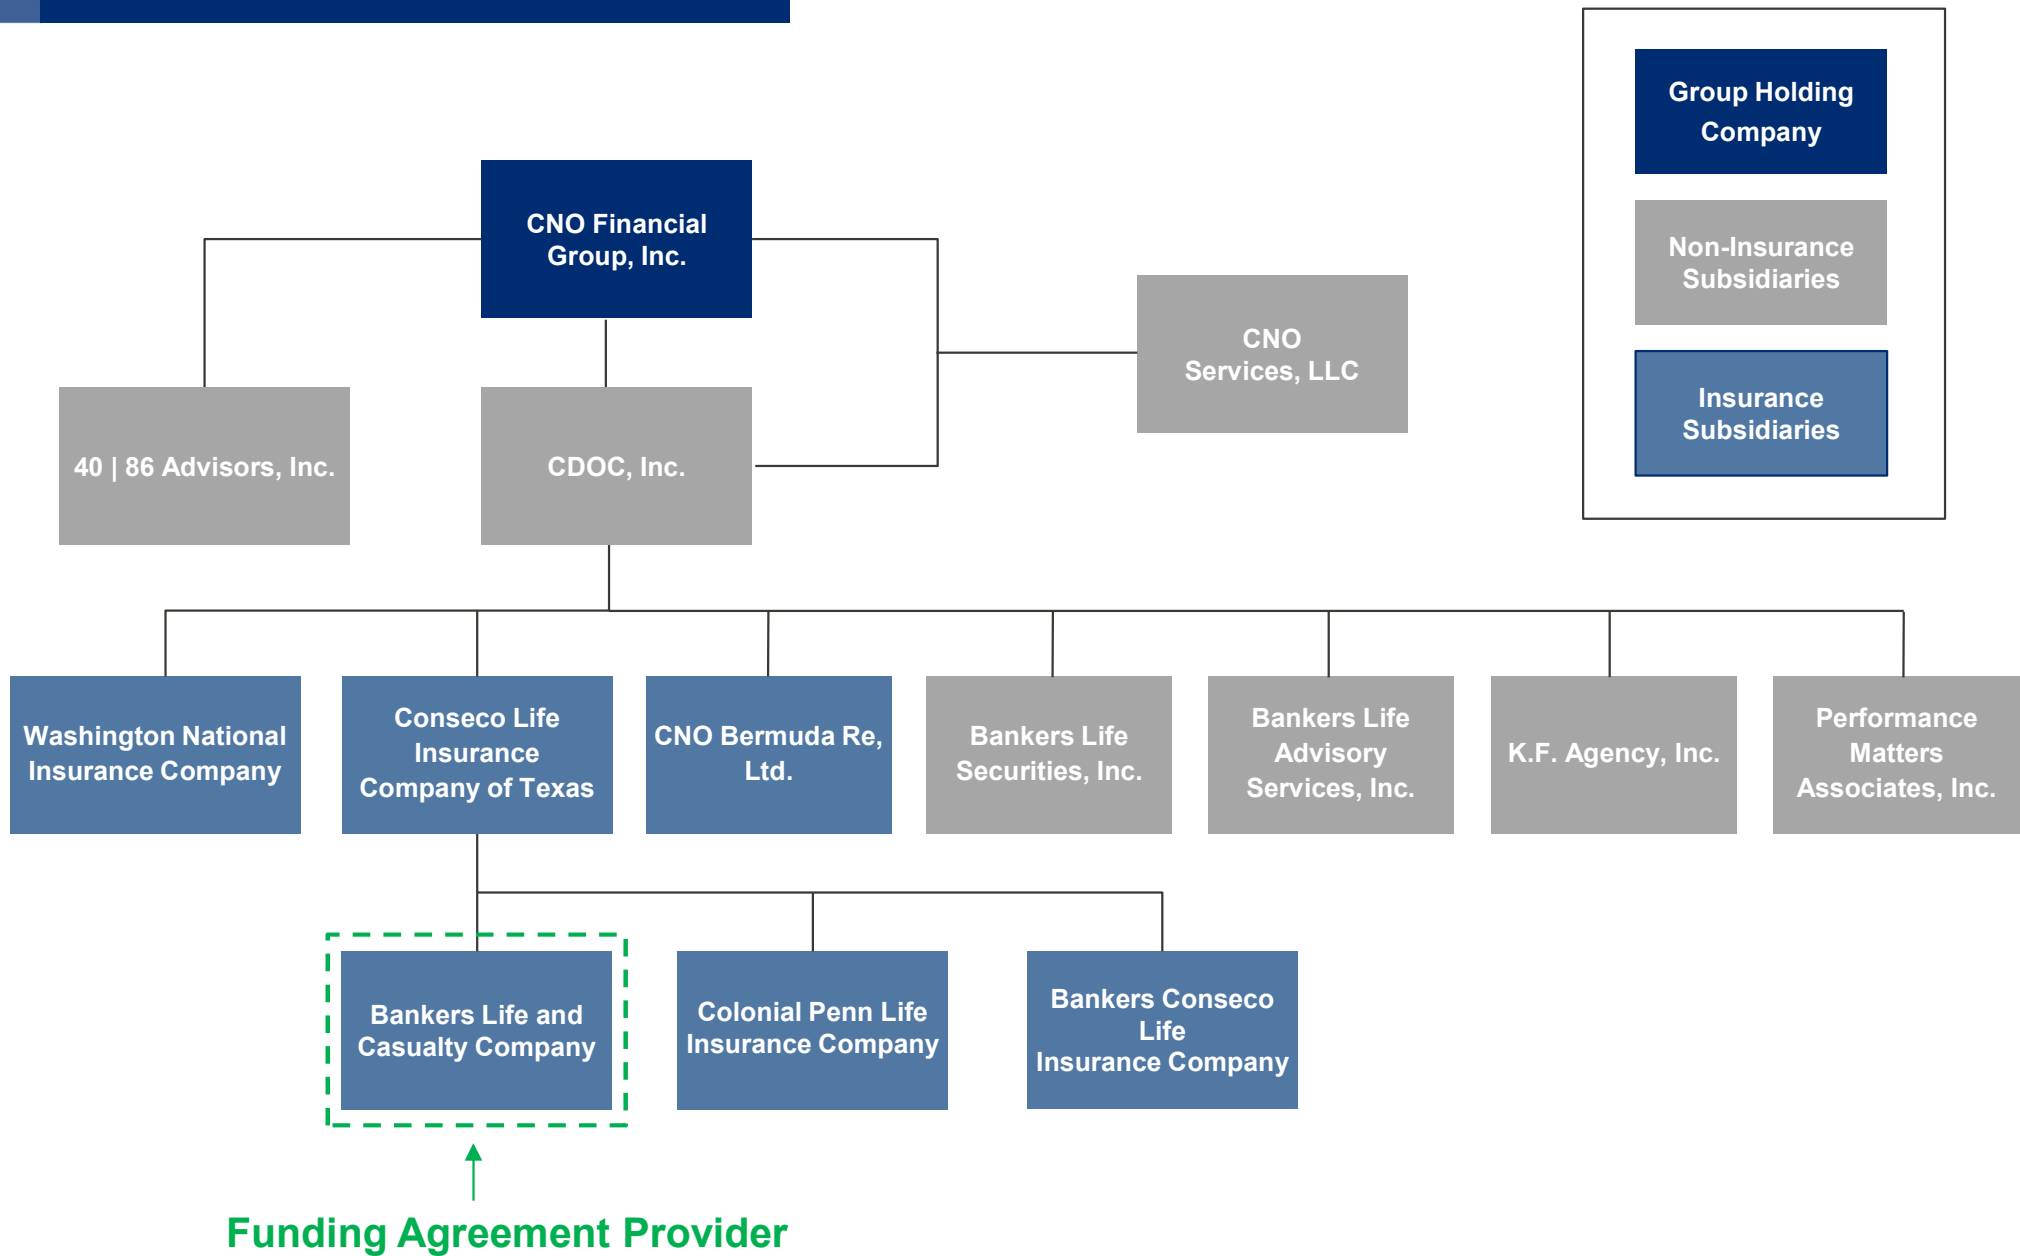 Group Holding
Company
Non-Insurance
Subsidiaries
Insurance
Subsidiaries
CNO Financial
Group, Inc.
CNO
Services, LLC
40 | 86 Advisors, Inc.
CDOC, Inc.
Washington National
Insurance Company
Conseco Life
Insurance
Company of Texas
CNO Bermuda Re,
Ltd.
Bankers Life
Securities, Inc.
Bankers Life
Advisory
Services, Inc.
K.F. Agency, Inc.
Performance
Matters
Associates, Inc.
Bankers Life and
Casualty Company
Colonial Penn Life
Insurance Company
Bankers Conseco
Life
Insurance Company
Funding Agreement Provider